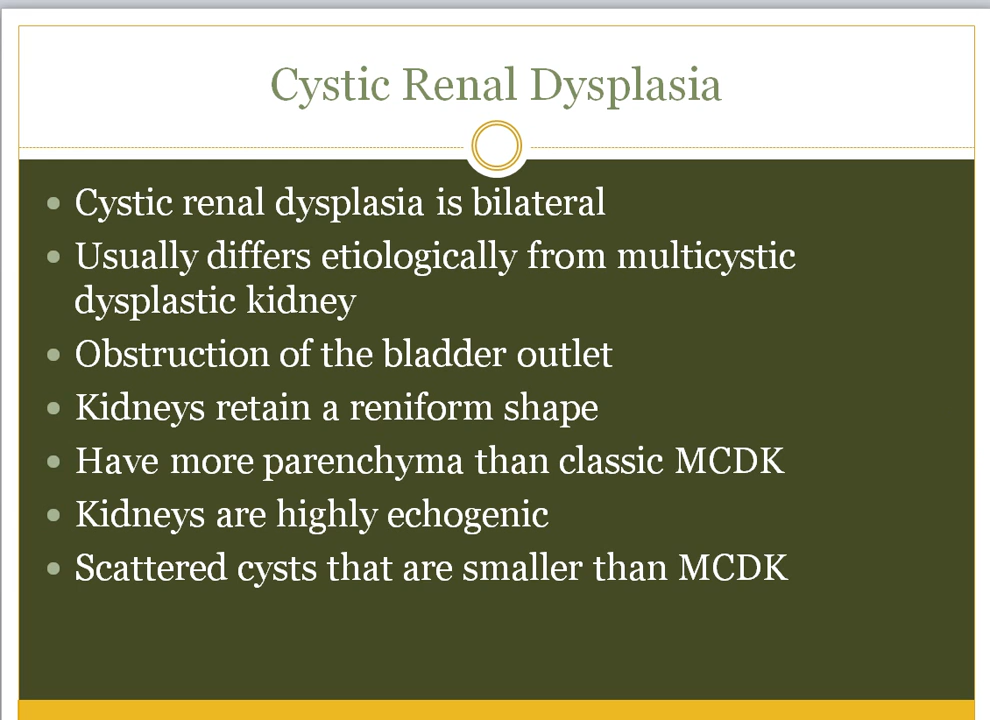 Cystic Renal Dysplasia
• Cystic renal dysplasia is bilateral
• Usually differs etiologically from multicystic
dysplastic kidney
• Obstruction of the bladder outlet
• Kidneys retain a reniform shape
• Have more parenchyma than classic MCDK
• Kidneys are highly echogenic
• Scattered cysts that are smaller than MCDK